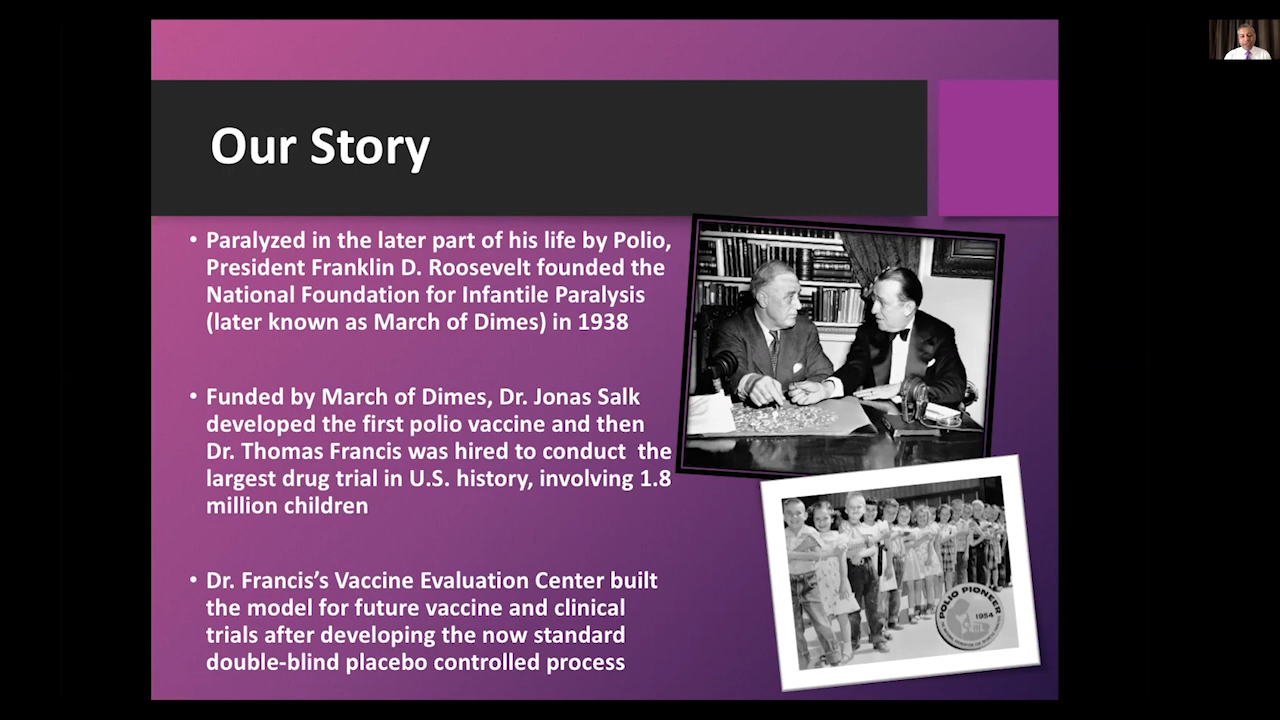 Our Story
• Paralyzed in the later part of his life by Polio,
President Franklin D. Roosevelt founded the
National Foundation for Infantile Paralysis
(later known as March of Dimes) in 1938
• Funded by March of Dimes, Dr. Jonas Salk
developed the first polio vaccine and then
Dr. Thomas Francis was hired to conduct  the
largest drug trial in U.S. history, involving 1.8
million children
• Dr. Francis’s Vaccine Evaluation Center built
the model for future vaccine and clinical
trials after developing the now standard
double-blind placebo controlled process
POLIO PIONEER
1954